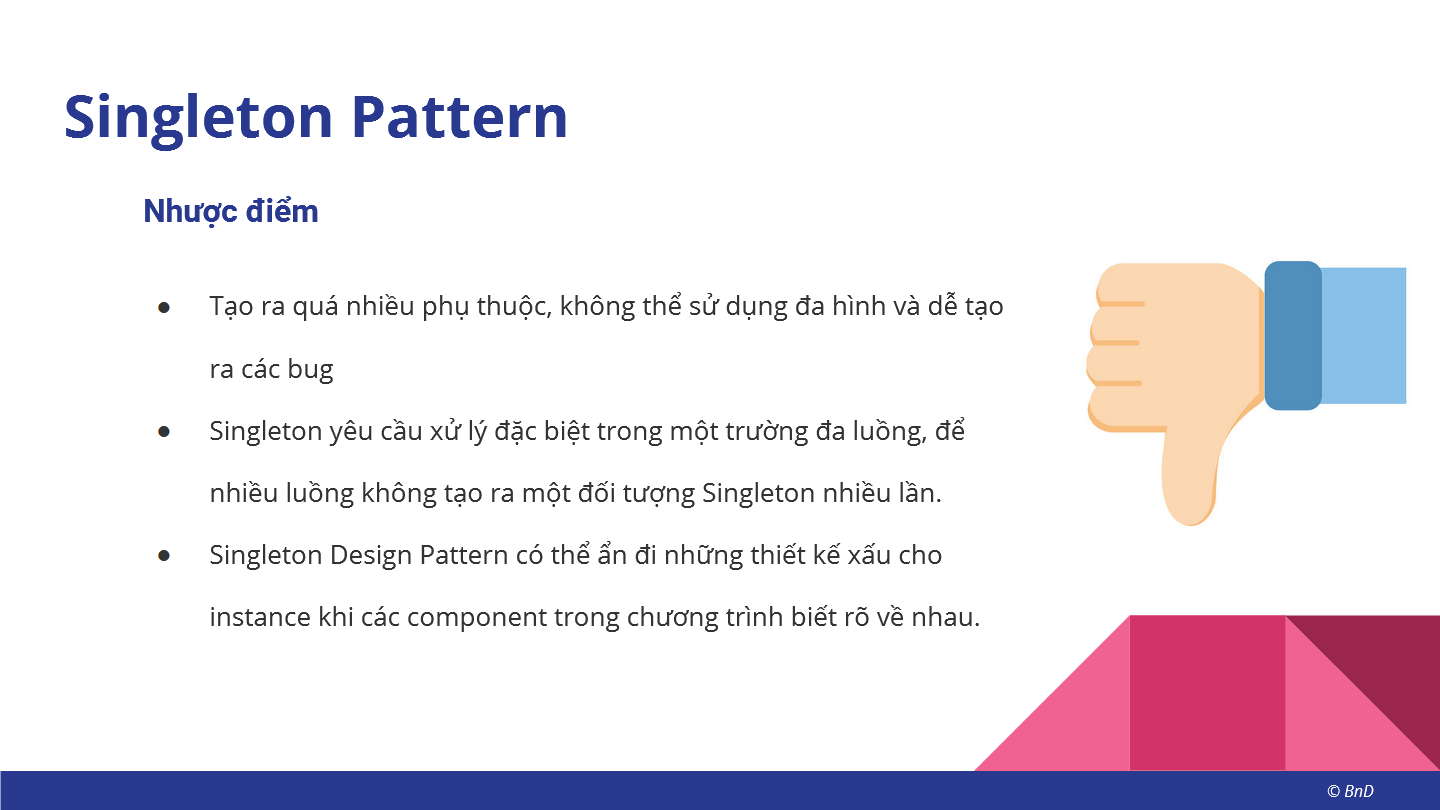 Singleton Pattern
Nhược điểm
● Tạo ra quá nhiều phụ thuộc, không thể sử dụng đa hình và dễ tạo
ra các bug
● Singleton yêu cầu xử lý đặc biệt trong một trường đa luồng, để
nhiều luồng không tạo ra một đối tượng Singleton nhiều lần.
● Singleton Design Pattern có thể ẩn đi những thiết kế xấu cho
instance khi các component trong chương trình biết rõ về nhau.
© BnD